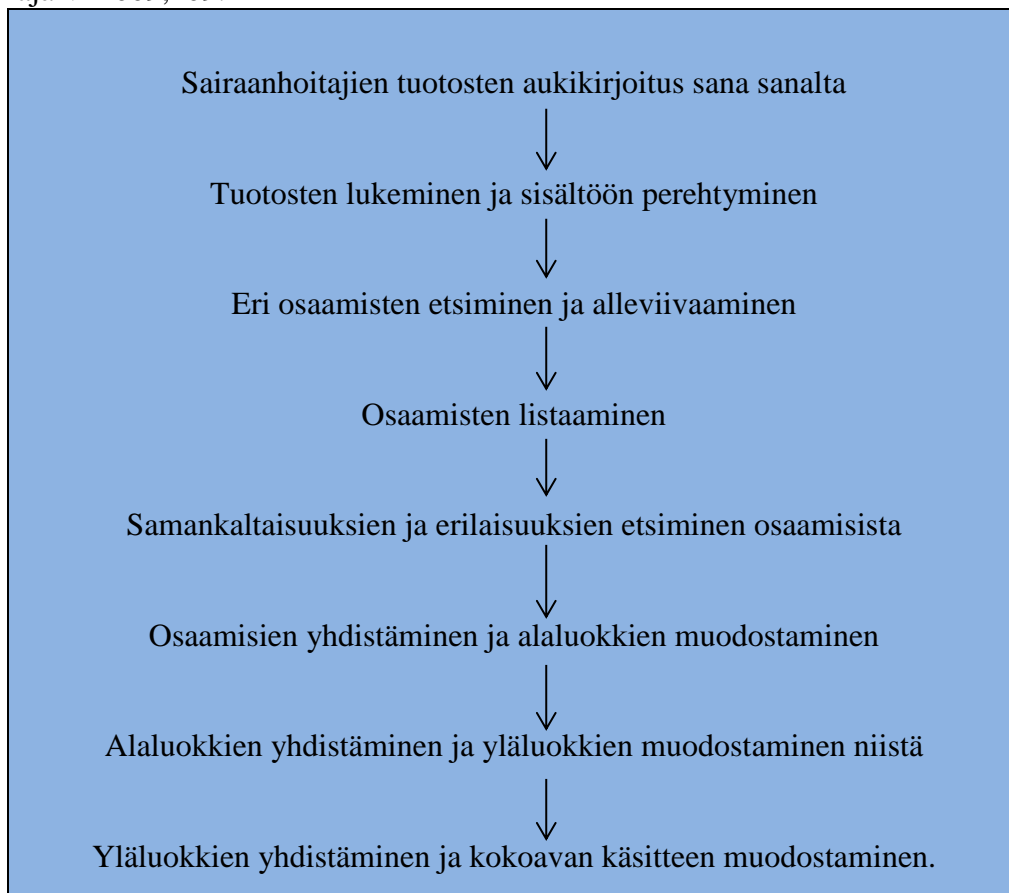 Sairaanhoitajien tuotosten aukikirjoitus sana sanalta
Tuotosten lukeminen ja sisältöön perehtyminen
Eri osaamisten etsiminen ja alleviivaaminen
Osaamisten listaaminen
Samankaltaisuuksien ja erilaisuuksien etsiminen osaamisista
Osaamisien yhdistäminen ja alaluokkien muodostaminen
Alaluokkien yhdistäminen ja yläluokkien muodostaminen niistä
Yläluokkien yhdistäminen ja kokoavan käsitteen muodostaminen.